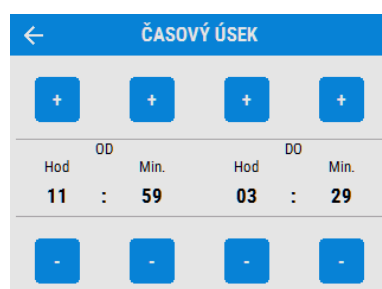 ČASOVÝ ÚSEK
+ + + +
OD DO
Hod Min. Hod Min.
11 : 59 03 : 29
- - - -